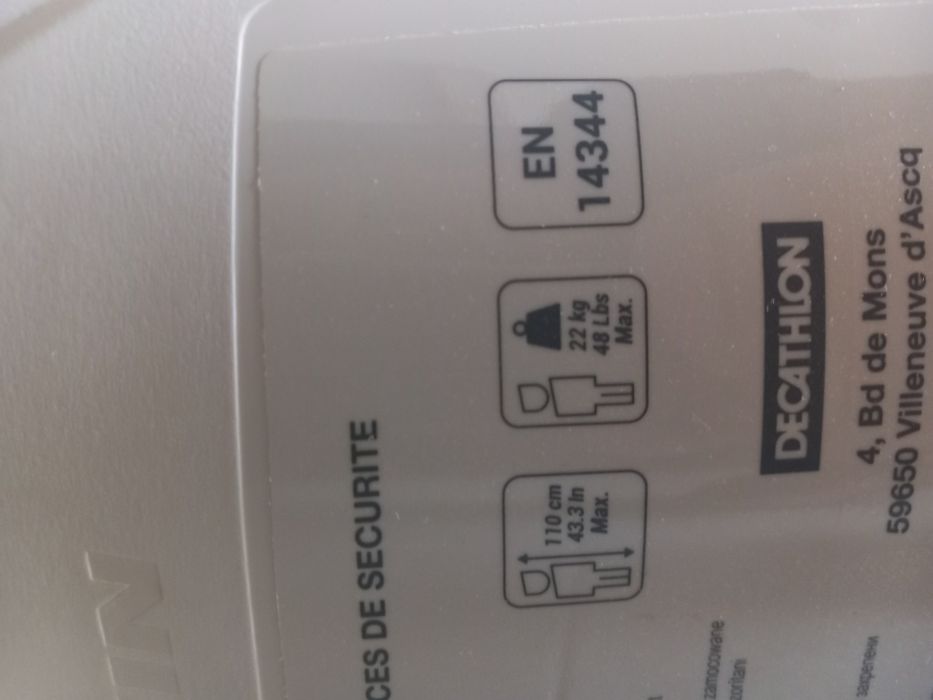 CES DE SECURITE
110 cm
43.3 In
Max.
22 kg
48 Lbs
Max.
EN
14344
DECATHLON
4, Bd de Mons
59650 Villeneuve d'Ascq